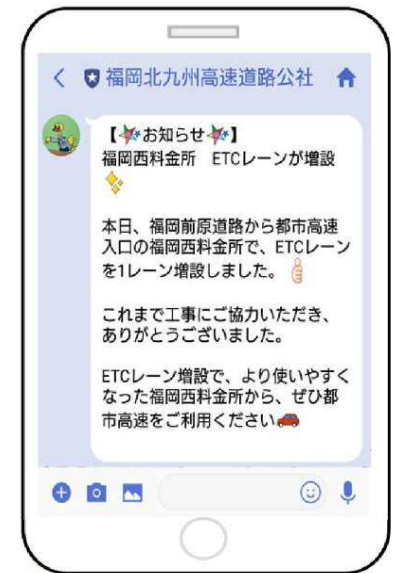 福岡北九州高速道路公社
【お知らせ】
福岡西料金所　ETCレーンが増設
本日、福岡前原道路から都市高速
入口の福岡西料金所で、ETCレーン
を1レーン増設しました。
これまで工事にご協力いただき、
ありがとうございました。
ETCレーン増設で、より使いやすく
なった福岡西料金所から、ぜひ都
市高速をご利用ください